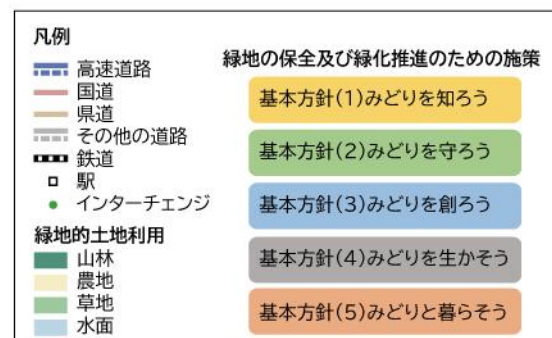 凡例
高速道路
国道
県道
その他の道路
鉄道
駅
インターチェンジ
緑地的土地利用
山林
農地
草地
水面
緑地の保全及び緑化推進のための施策
基本方針(1)みどりを知ろう
基本方針(2)みどりを守ろう
基本方針(3)みどりを創ろう
基本方針(4)みどりを生かそう
基本方針(5)みどりと暮らそう